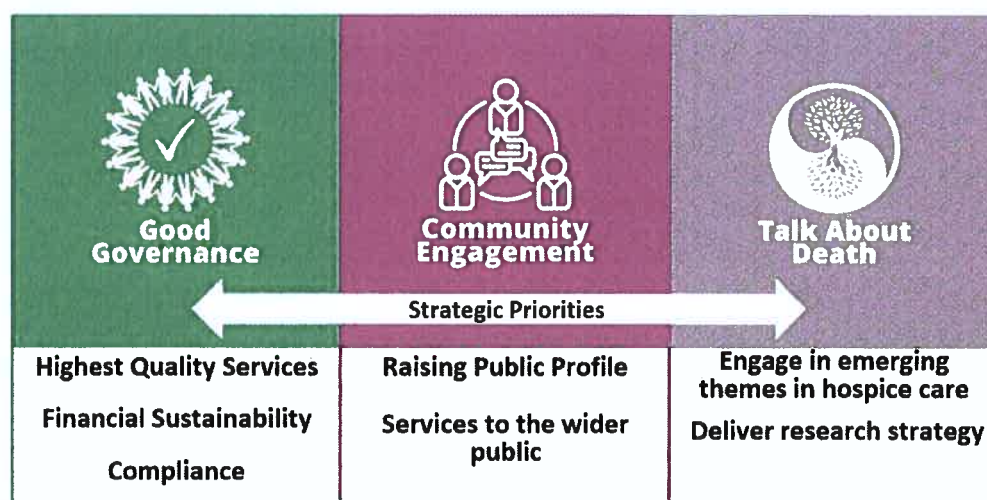 Good
Governance
Community
Engagement
Talk About
Death
Strategic Priorities
Highest Quality Services
Financial Sustainability
Compliance
Raising Public Profile
Services to the wider
public
Engage in emerging
themes in hospice care
Deliver research strategy